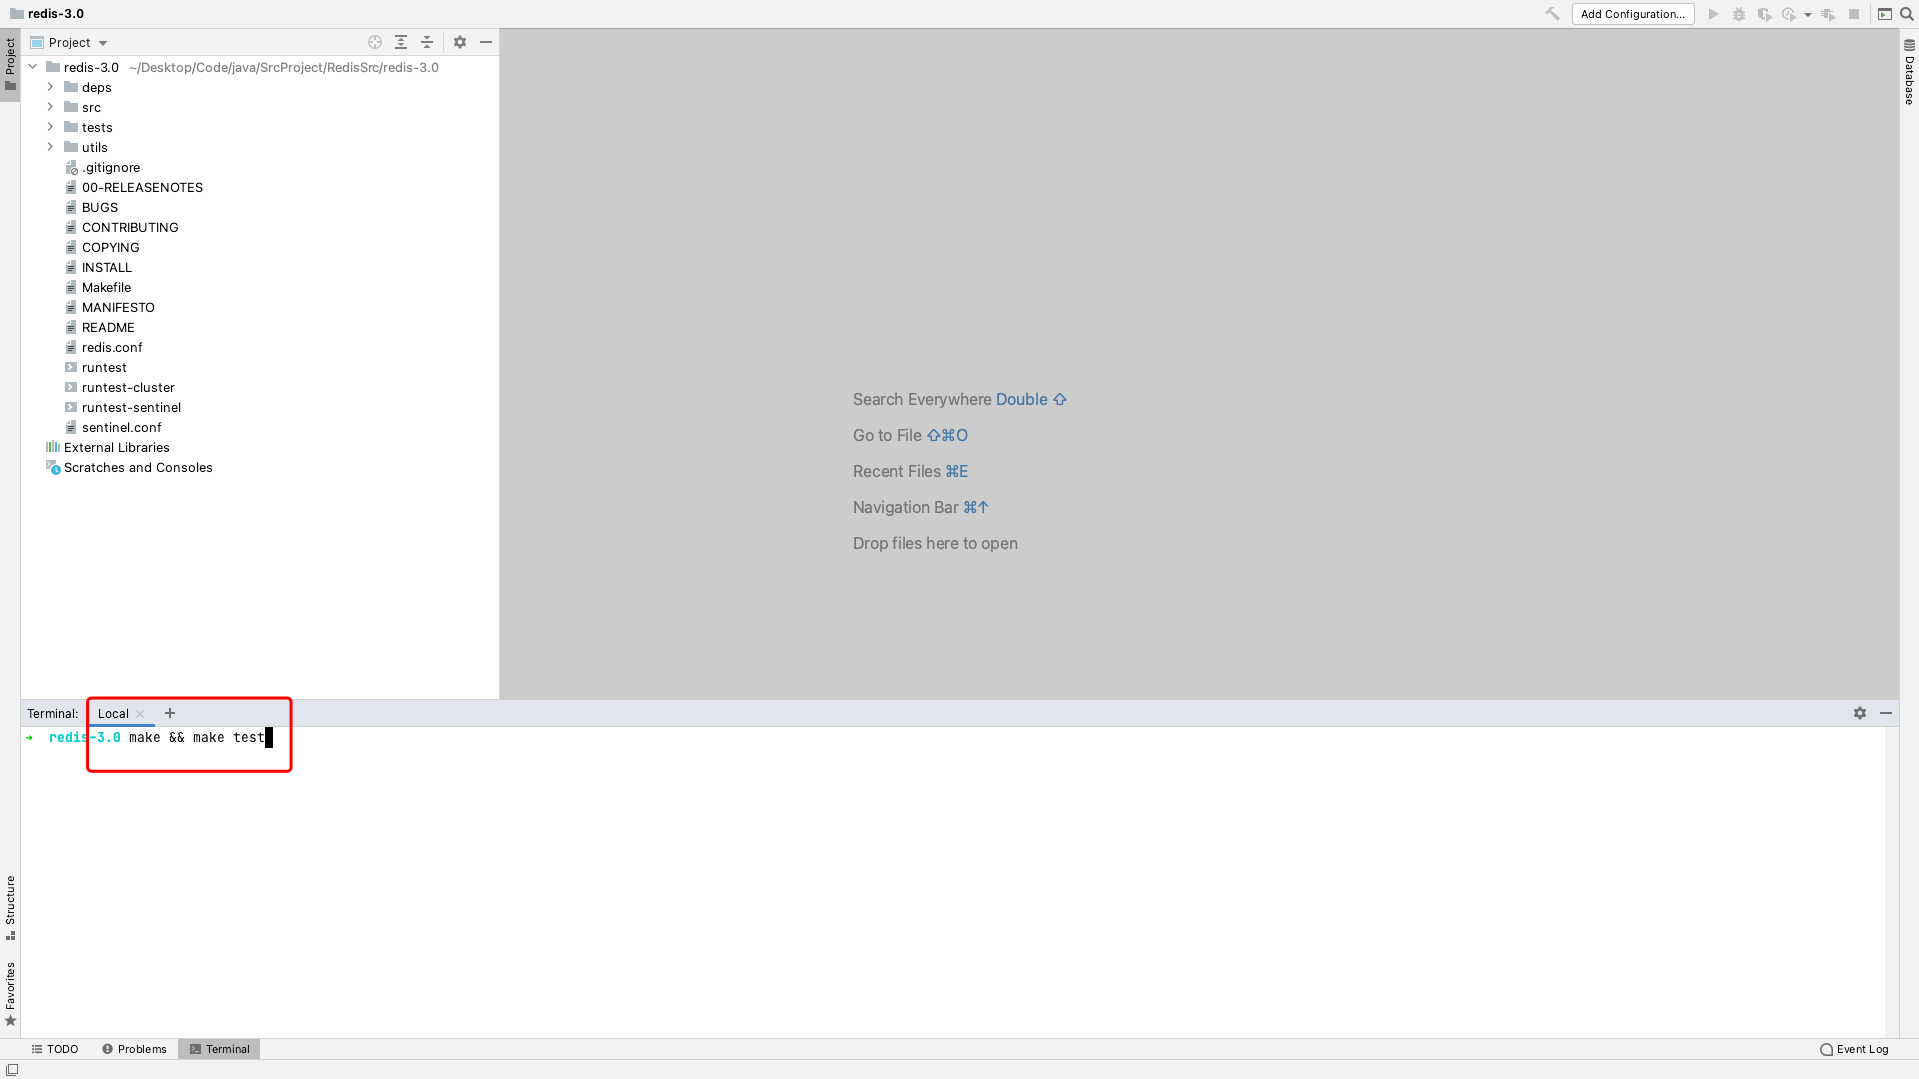 redis-3.0
Add Configuration...
Project
Project
redis-3.0 ~/Desktop/Code/java/SrcProject/RedisSrc/redis-3.0
deps
src
tests
utils
.gitignore
00-RELEASENOTES
BUGS
CONTRIBUTING
COPYING
INSTALL
Makefile
MANIFESTO
README
redis.conf
runtest
runtest-cluster
runtest-sentinel
sentinel.conf
External Libraries
Scratches and Consoles
Search Everywhere Double ⇧
Go to File ⇧⌘O
Recent Files ⌘E
Navigation Bar ⌘↑
Drop files here to open
Database
Terminal: Local × +
→ redis-3.0 make && make test
Structure
Favorites
TODO
Problems
Terminal
Event Log